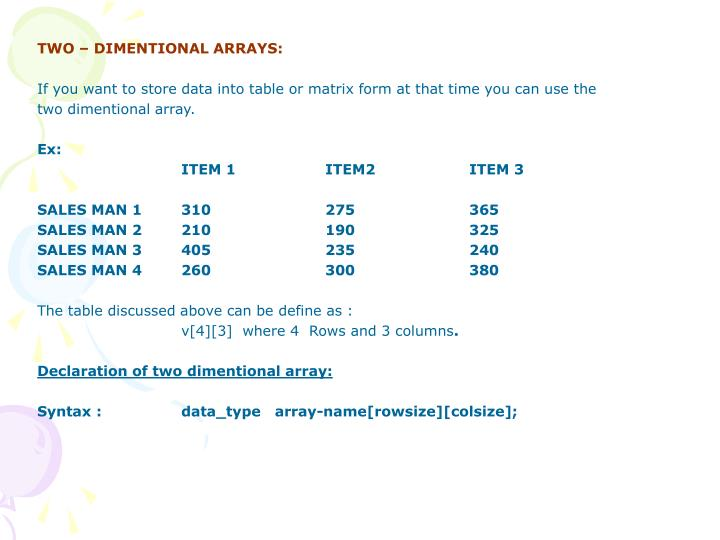 TWO – DIMENTIONAL ARRAYS:
If you want to store data into table or matrix form at that time you can use the
two dimentional array.
Ex:
ITEM 1 ITEM2 ITEM 3
SALES MAN 1 310 275 365
SALES MAN 2 210 190 325
SALES MAN 3 405 235 240
SALES MAN 4 260 300 380
The table discussed above can be define as :
v[4][3] where 4 Rows and 3 columns.
Declaration of two dimentional array:
Syntax : data_type array-name[rowsize][colsize];